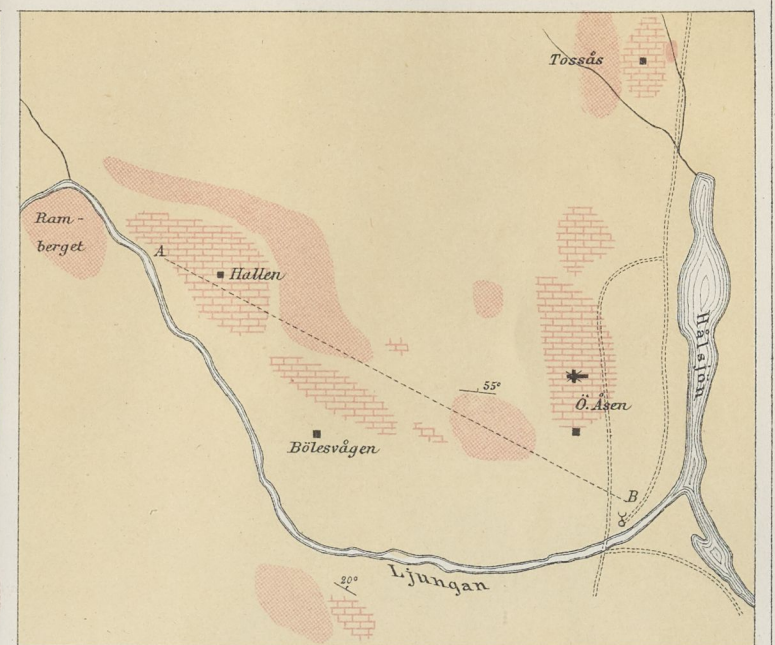 Tossås
Ram-
berget
A
Hallen
Hålsjön
55°
Ö. Åsen
Bölesvågen
B
20°
Ljungan